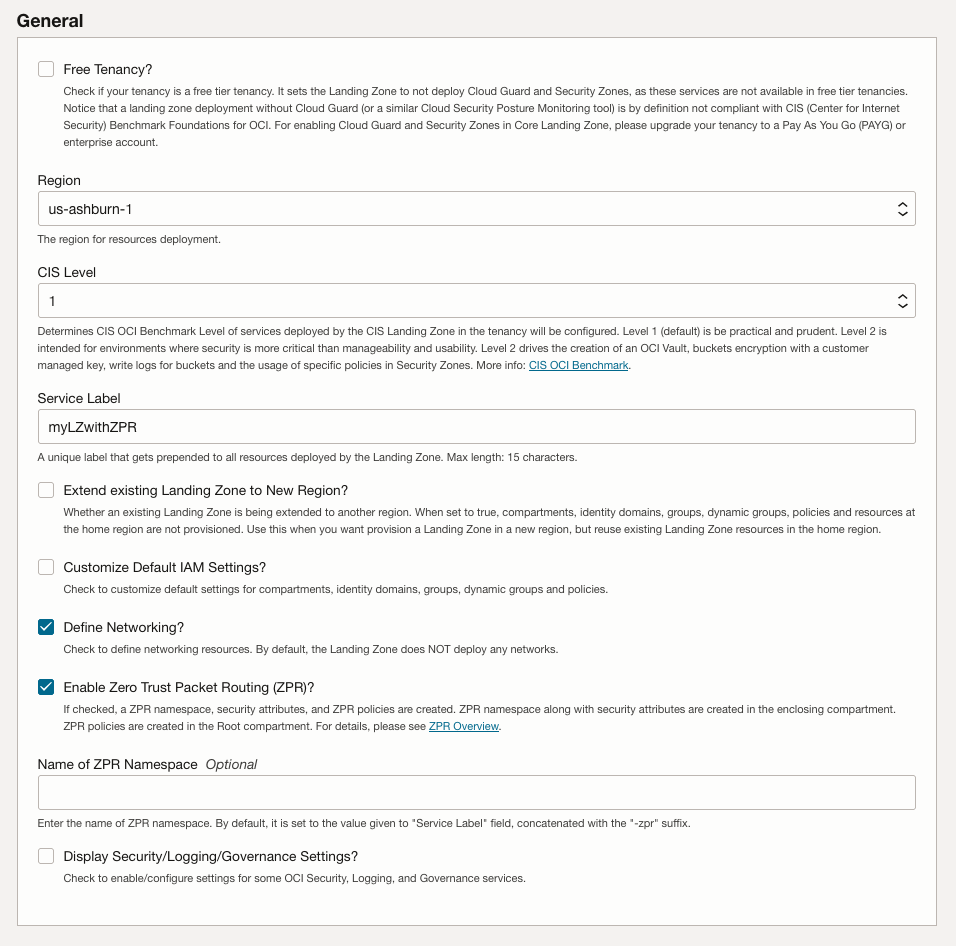 General
Free Tenancy?
Check if your tenancy is a free tier tenancy. It sets the Landing Zone to not deploy Cloud Guard and Security Zones, as these services are not available in free tier tenancies.
Notice that a landing zone deployment without Cloud Guard (or a similar Cloud Security Posture Monitoring tool) is by definition not compliant with CIS (Center for Internet
Security) Benchmark Foundations for OCI. For enabling Cloud Guard and Security Zones in Core Landing Zone, please upgrade your tenancy to a Pay As You Go (PAYG) or
enterprise account.
Region
us-ashburn-1
The region for resources deployment.
CIS Level
1
Determines CIS OCI Benchmark Level of services deployed by the CIS Landing Zone in the tenancy will be configured. Level 1 (default) is be practical and prudent. Level 2 is
intended for environments where security is more critical than manageability and usability. Level 2 drives the creation of an OCI Vault, buckets encryption with a customer
managed key, write logs for buckets and the usage of specific policies in Security Zones. More info: CIS OCI Benchmark.
Service Label
myLZwithZPR
A unique label that gets prepended to all resources deployed by the Landing Zone. Max length: 15 characters.
Extend existing Landing Zone to New Region?
Whether an existing Landing Zone is being extended to another region. When set to true, compartments, identity domains, groups, dynamic groups, policies and resources at
the home region are not provisioned. Use this when you want provision a Landing Zone in a new region, but reuse existing Landing Zone resources in the home region.
Customize Default IAM Settings?
Check to customize default settings for compartments, identity domains, groups, dynamic groups and policies.
Define Networking?
Check to define networking resources. By default, the Landing Zone does NOT deploy any networks.
Enable Zero Trust Packet Routing (ZPR)?
If checked, a ZPR namespace, security attributes, and ZPR policies are created. ZPR namespace along with security attributes are created in the enclosing compartment.
ZPR policies are created in the Root compartment. For details, please see ZPR Overview.
Name of ZPR Namespace Optional
Enter the name of ZPR namespace. By default, it is set to the value given to "Service Label" field, concatenated with the "-zpr" suffix.
Display Security/Logging/Governance Settings?
Check to enable/configure settings for some OCI Security, Logging, and Governance services.